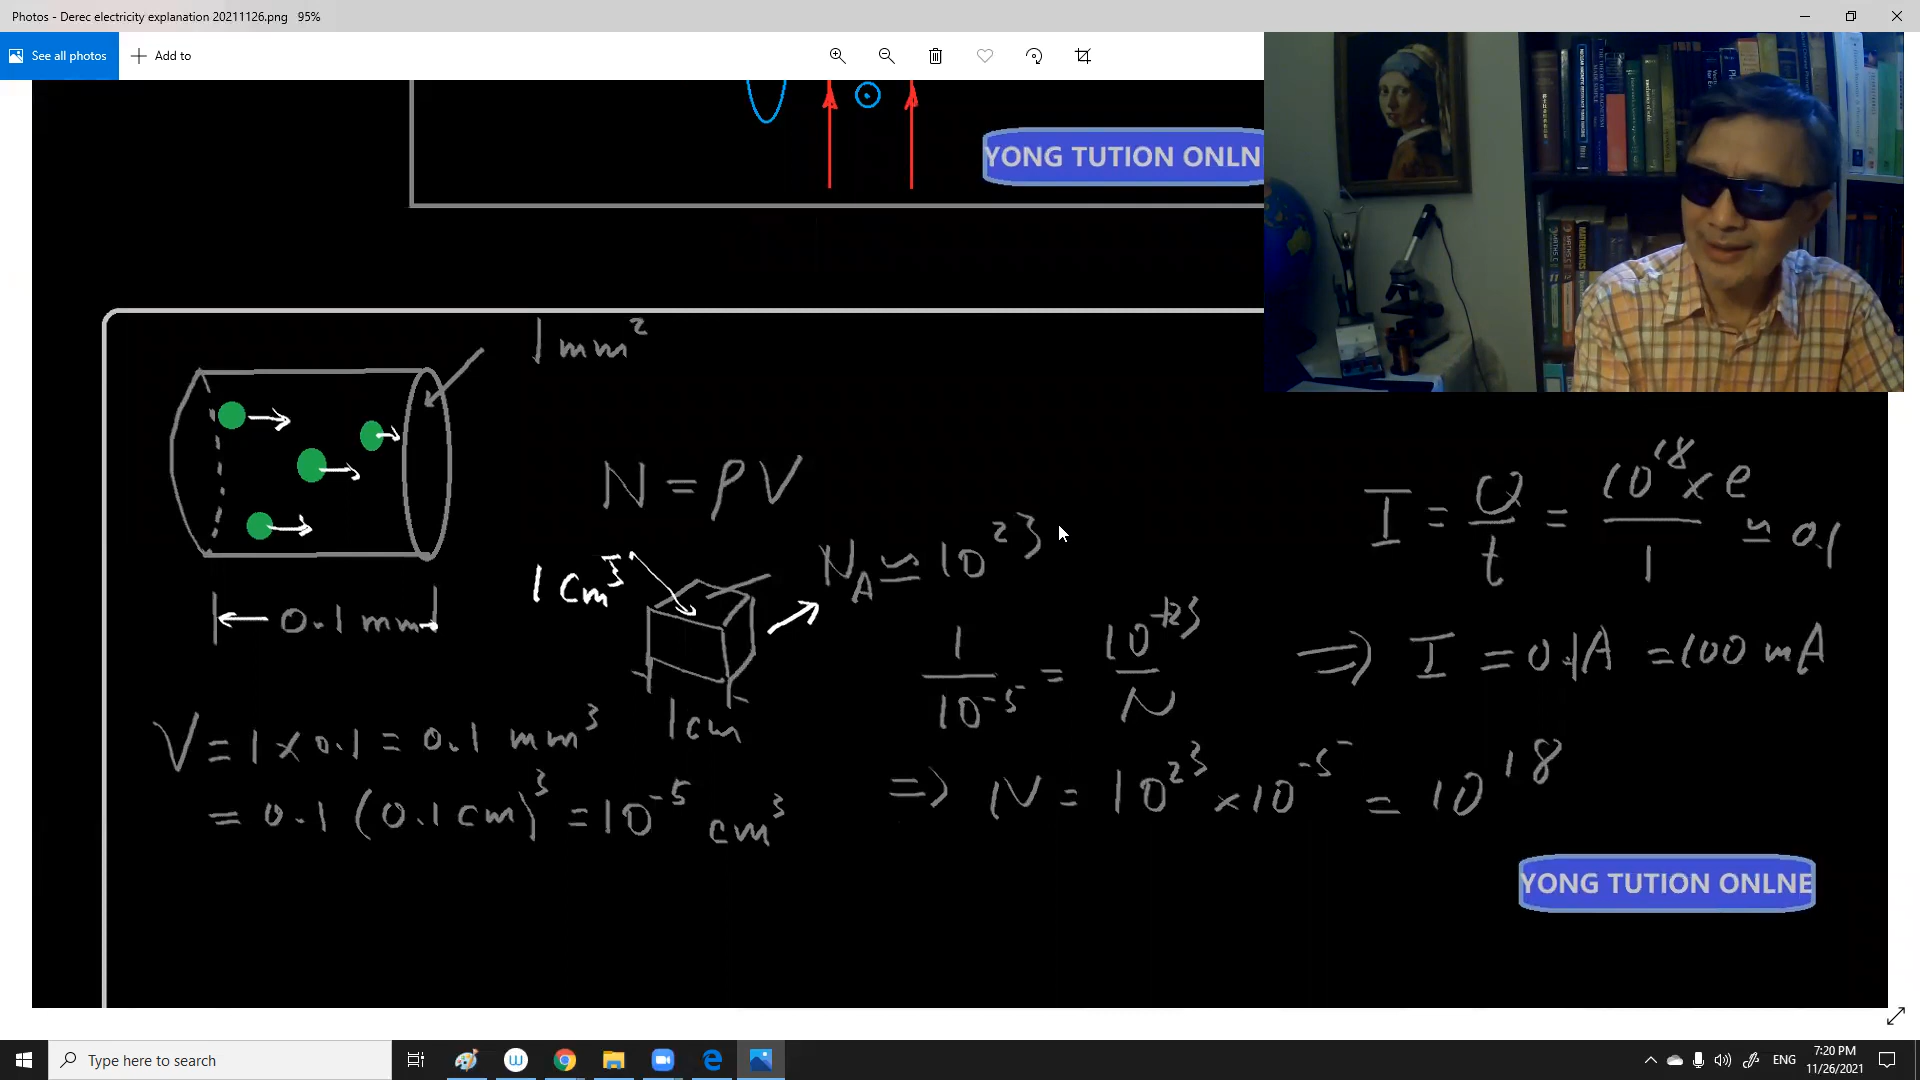 Photos - Derec electricity explanation 20211126.png 95%
See all photos
Add to
YONG TUTION ONLN
1 mm²
N = ρV
1 cm³
N_A ≃ 10²³
I = Q/t = 10¹⁸ x e / 1 ≃ 0.1
0.1 mm
1/10⁻⁵ = 10²³/N
⇒ I = 0.1A = 100 mA
1 cm
V = 1 x 0.1 = 0.1 mm³
= 0.1 (0.1 cm)³ = 10⁻⁵ cm³
⇒ N = 10²³ x 10⁻⁵ = 10¹⁸
YONG TUTION ONLNE
Type here to search
ENG
7:20 PM
11/26/2021